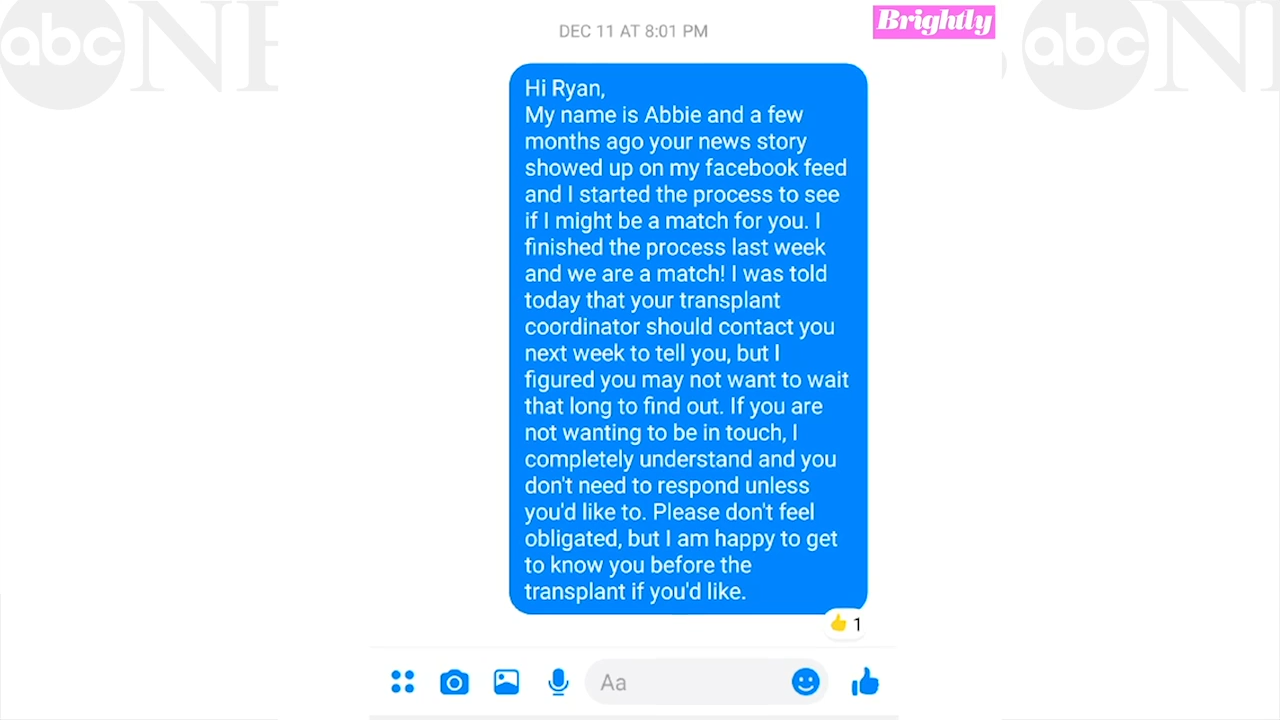 abc NE
DEC 11 AT 8:01 PM
Brightly
abc NI
Hi Ryan,
My name is Abbie and a few
months ago your news story
showed up on my facebook feed
and I started the process to see
if I might be a match for you. I
finished the process last week
and we are a match! I was told
today that your transplant
coordinator should contact you
next week to tell you, but I
figured you may not want to wait
that long to find out. If you are
not wanting to be in touch, I
completely understand and you
don't need to respond unless
you'd like to. Please don't feel
obligated, but I am happy to get
to know you before the
transplant if you'd like.
1
Aa